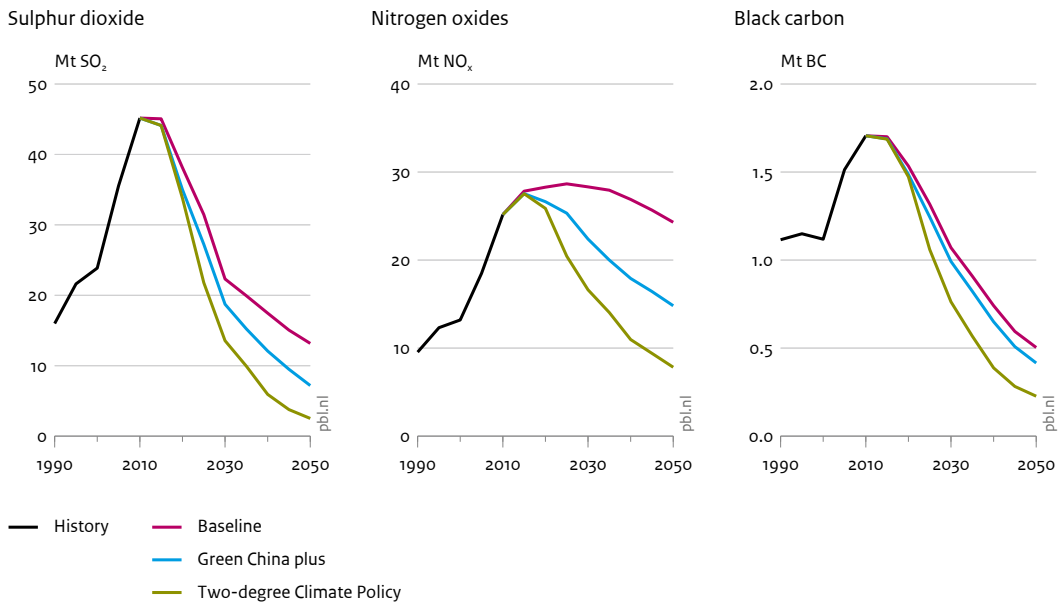 Sulphur dioxide
Nitrogen oxides
Black carbon
Mt SO₂
50
40
30
20
10
0
1990 2010 2030 2050
pbl.nl
Mt NOₓ
40
30
20
10
0
1990 2010 2030 2050
pbl.nl
Mt BC
2.0
1.5
1.0
0.5
0.0
1990 2010 2030 2050
pbl.nl
History
Baseline
Green China plus
Two-degree Climate Policy